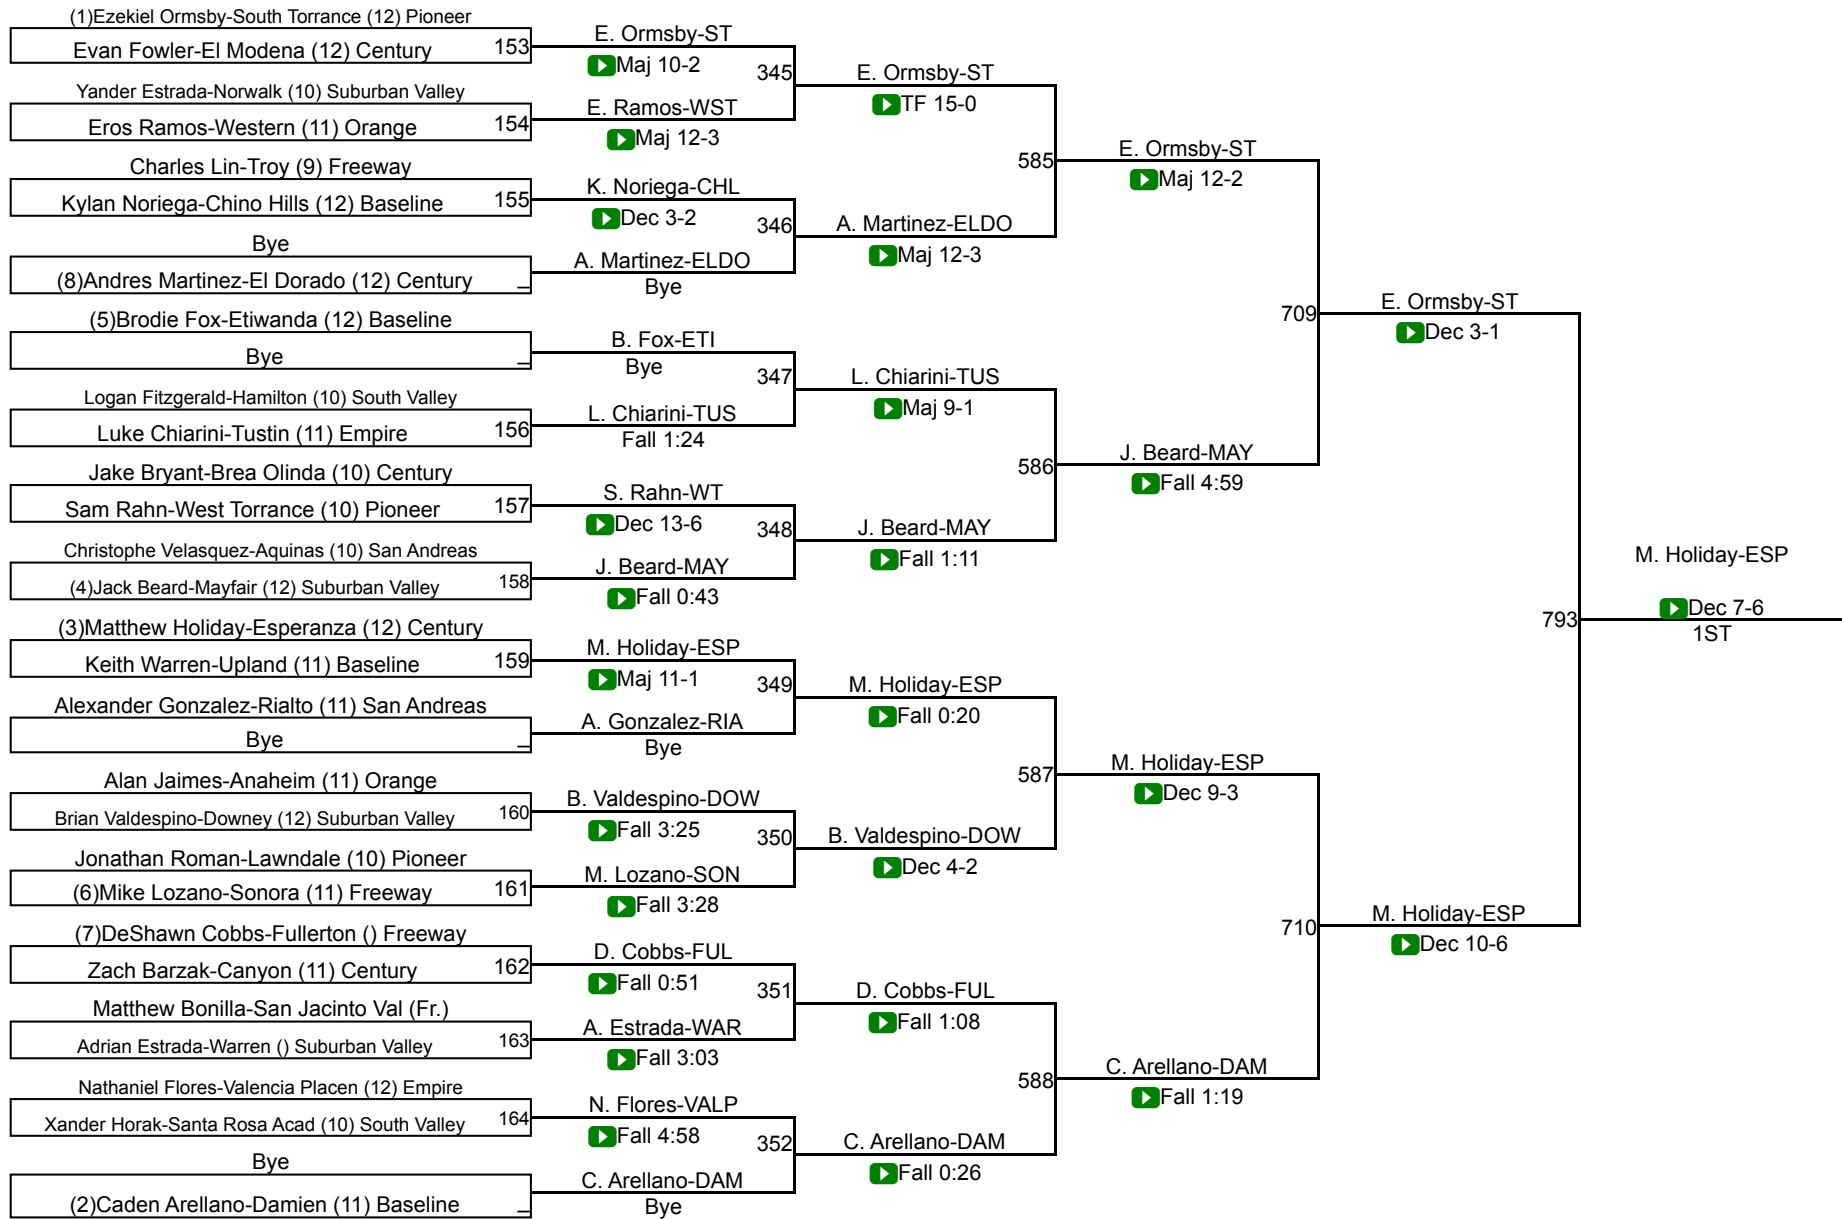 (1)Ezekiel Ormsby-South Torrance (12) Pioneer
Evan Fowler-El Modena (12) Century
153
Yander Estrada-Norwalk (10) Suburban Valley
Eros Ramos-Western (11) Orange
154
Charles Lin-Troy (9) Freeway
Kylan Noriega-Chino Hills (12) Baseline
155
Bye
(8)Andres Martinez-El Dorado (12) Century
_
(5)Brodie Fox-Etiwanda (12) Baseline
Bye
_
Logan Fitzgerald-Hamilton (10) South Valley
Luke Chiarini-Tustin (11) Empire
156
Jake Bryant-Brea Olinda (10) Century
Sam Rahn-West Torrance (10) Pioneer
157
Christophe Velasquez-Aquinas (10) San Andreas
(4)Jack Beard-Mayfair (12) Suburban Valley
158
(3)Matthew Holiday-Esperanza (12) Century
Keith Warren-Upland (11) Baseline
159
Alexander Gonzalez-Rialto (11) San Andreas
Bye
_
Alan Jaimes-Anaheim (11) Orange
Brian Valdespino-Downey (12) Suburban Valley
160
Jonathan Roman-Lawndale (10) Pioneer
(6)Mike Lozano-Sonora (11) Freeway
161
(7)DeShawn Cobbs-Fullerton () Freeway
Zach Barzak-Canyon (11) Century
162
Matthew Bonilla-San Jacinto Val (Fr.)
Adrian Estrada-Warren () Suburban Valley
163
Nathaniel Flores-Valencia Placen (12) Empire
Xander Horak-Santa Rosa Acad (10) South Valley
164
Bye
(2)Caden Arellano-Damien (11) Baseline
_
E. Ormsby-ST
Maj 10-2
345
E. Ramos-WST
Maj 12-3
K. Noriega-CHL
Dec 3-2
346
A. Martinez-ELDO
Bye
B. Fox-ETI
Bye
347
L. Chiarini-TUS
Fall 1:24
S. Rahn-WT
Dec 13-6
348
J. Beard-MAY
Fall 0:43
M. Holiday-ESP
Maj 11-1
349
A. Gonzalez-RIA
Bye
B. Valdespino-DOW
Fall 3:25
350
M. Lozano-SON
Fall 3:28
D. Cobbs-FUL
Fall 0:51
351
A. Estrada-WAR
Fall 3:03
N. Flores-VALP
Fall 4:58
352
C. Arellano-DAM
Bye
E. Ormsby-ST
TF 15-0
585
A. Martinez-ELDO
Maj 12-3
L. Chiarini-TUS
Maj 9-1
586
J. Beard-MAY
Fall 1:11
M. Holiday-ESP
Fall 0:20
587
B. Valdespino-DOW
Dec 4-2
D. Cobbs-FUL
Fall 1:08
588
C. Arellano-DAM
Fall 0:26
E. Ormsby-ST
Maj 12-2
709
J. Beard-MAY
Fall 4:59
M. Holiday-ESP
Dec 9-3
710
C. Arellano-DAM
Fall 1:19
E. Ormsby-ST
Dec 3-1
793
M. Holiday-ESP
Dec 10-6
M. Holiday-ESP
Dec 7-6
1ST